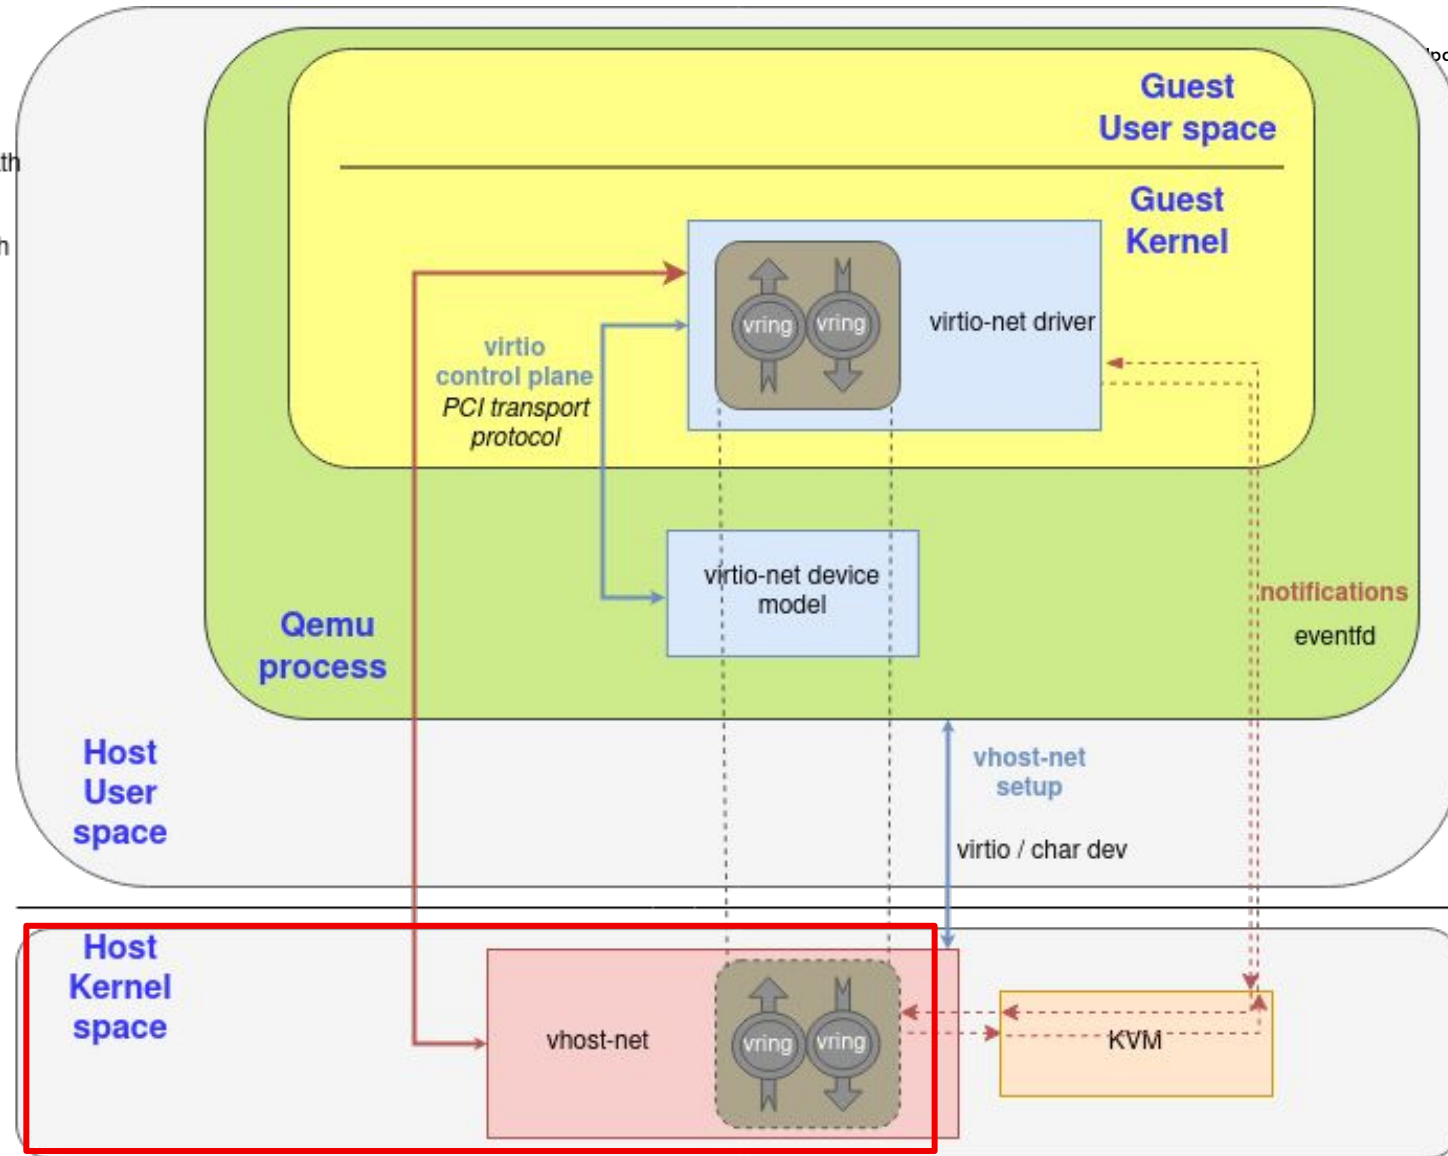 Guest
User space
Guest
Kernel
vring
vring
virtio-net driver
virtio
control plane
PCI transport
protocol
virtio-net device
model
notifications
eventfd
Qemu
process
Host
User
space
vhost-net
setup
virtio / char dev
Host
Kernel
space
vhost-net
vring
vring
KVM